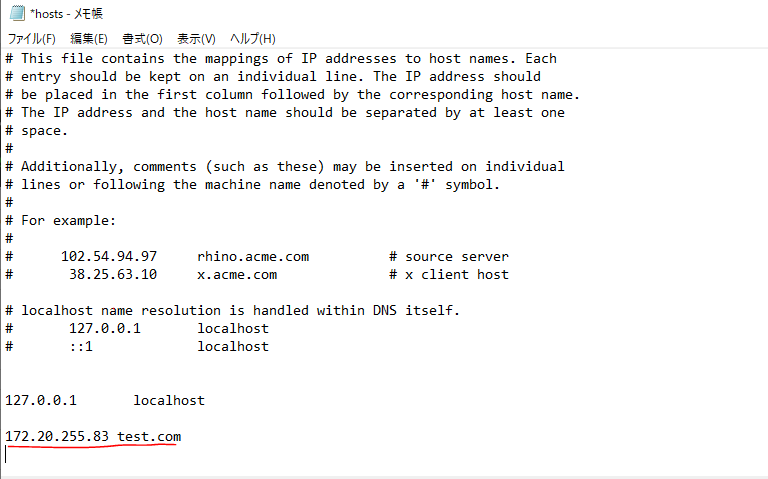 *hosts - メモ帳
ファイル(F) 編集(E) 書式(O) 表示(V) ヘルプ(H)
# This file contains the mappings of IP addresses to host names. Each
# entry should be kept on an individual line. The IP address should
# be placed in the first column followed by the corresponding host name.
# The IP address and the host name should be separated by at least one
# space.
#
# Additionally, comments (such as these) may be inserted on individual
# lines or following the machine name denoted by a '#' symbol.
#
# For example:
#
#      102.54.94.97     rhino.acme.com          # source server
#       38.25.63.10     x.acme.com              # x client host
# localhost name resolution is handled within DNS itself.
#       127.0.0.1       localhost
#       ::1             localhost
127.0.0.1       localhost
172.20.255.83 test.com